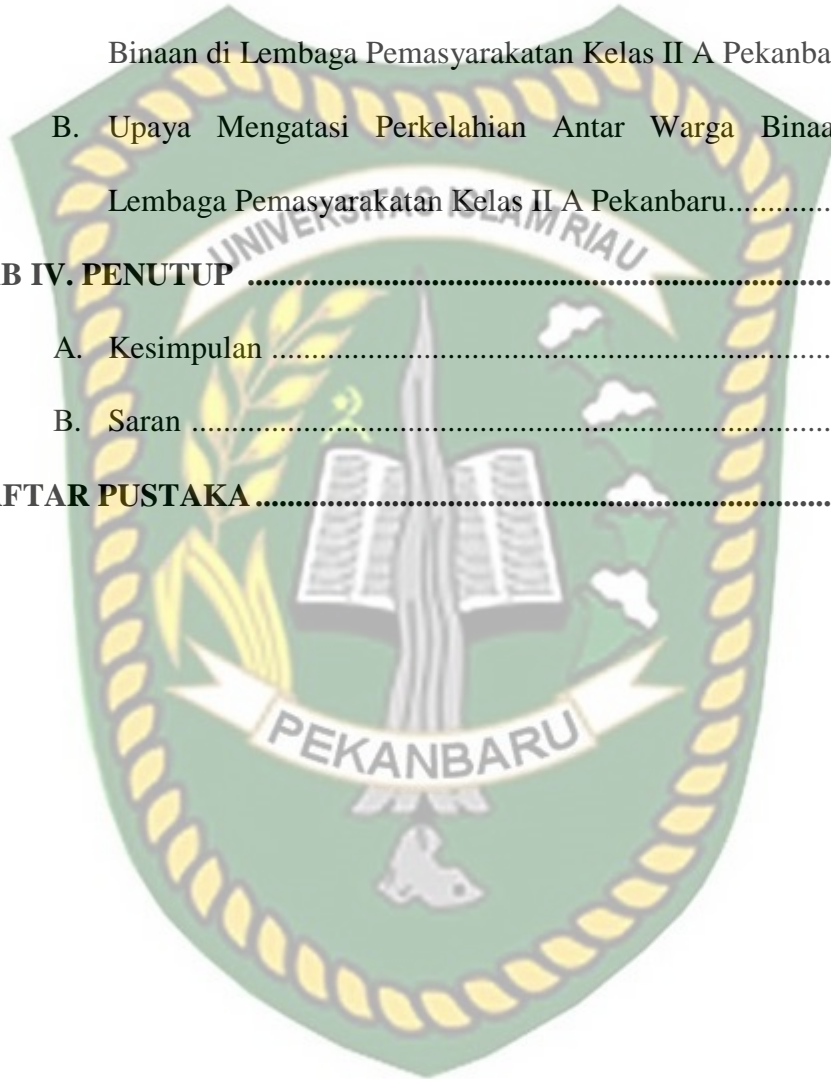 Binaan di Lembaga Pemasyarakatan Kelas II A Pekanba
B. Upaya Mengatasi Perkelahian Antar Warga Binaa
Lembaga Pemasyarakatan Kelas II A Pekanbaru.............
UNIVERSITAS ISLAM RIAU
B IV. PENUTUP ......................................................................
A. Kesimpulan ....................................................................
B. Saran ..............................................................................
FTAR PUSTAKA .....................................................................
PEKANBARU